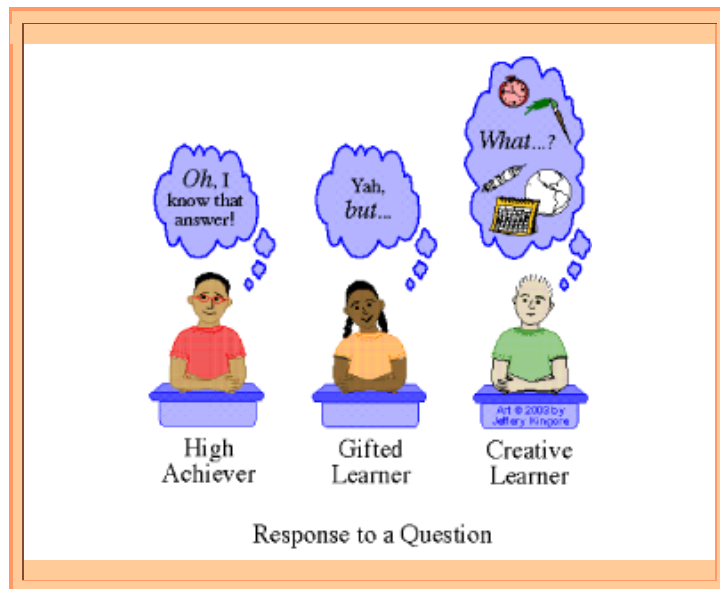 Oh, I
know that
answer!
Yah,
but...
What...?
Art © 2003 by
Jeffery Kingore
High
Achiever
Gifted
Learner
Creative
Learner
Response to a Question